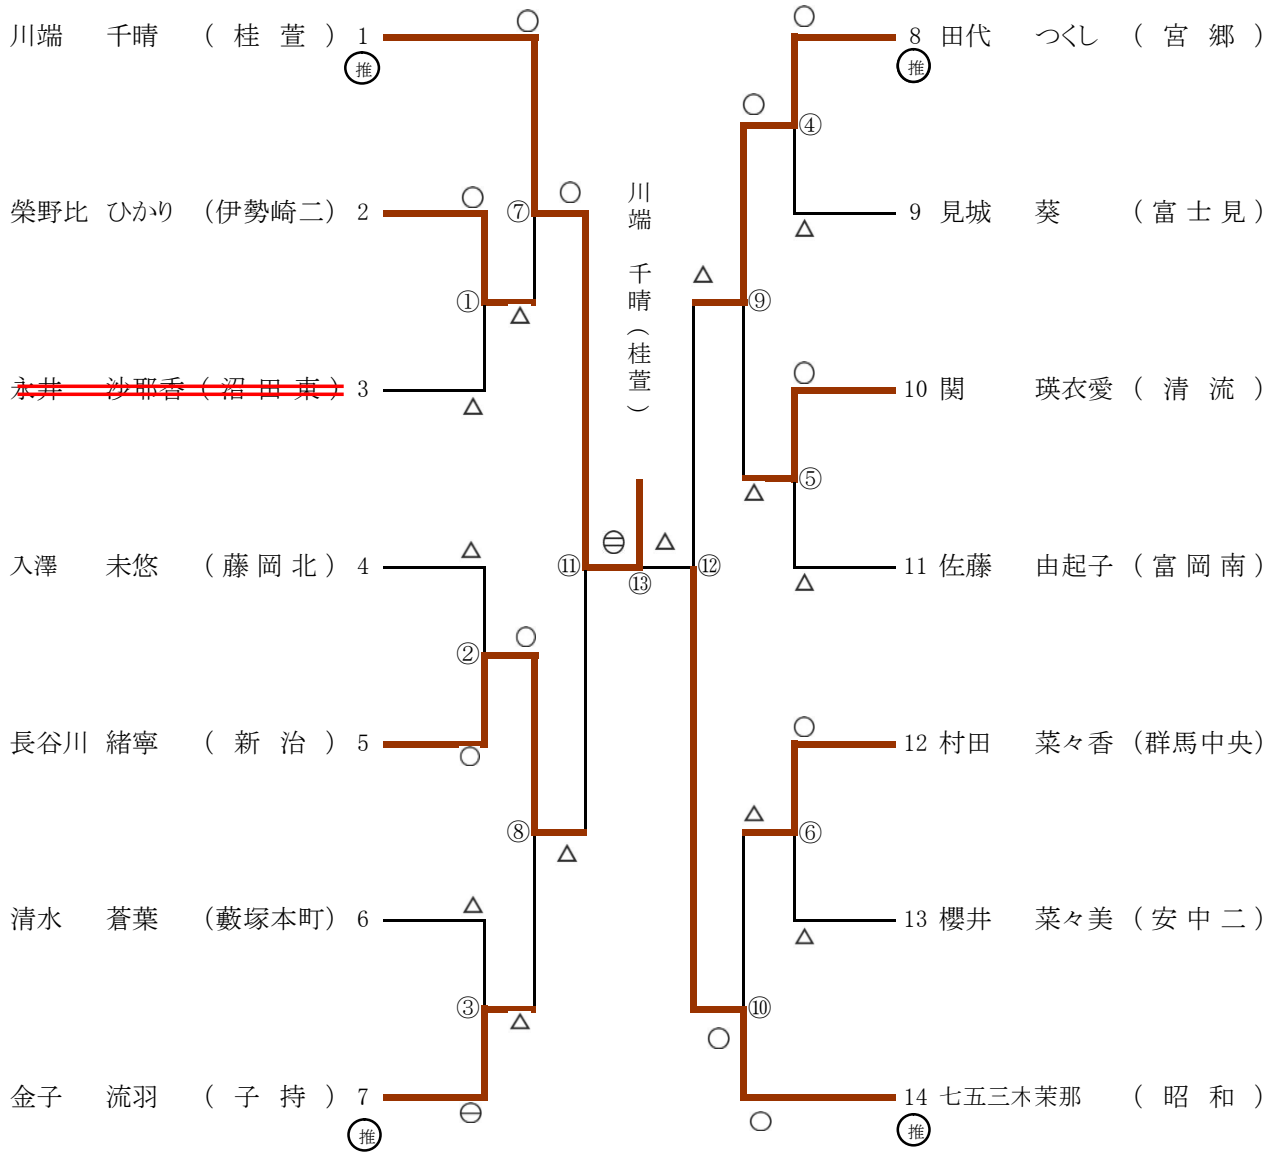 川端 千晴 ( 桂 萱 ) 1
推
榮野比 ひかり (伊勢崎二) 2
永井 沙耶香 ( 沼 田 東 ) 3
入澤 未悠 ( 藤 岡 北 ) 4
長谷川 緒寧 ( 新 治 ) 5
清水 蒼葉 (藪塚本町) 6
金子 流羽 ( 子 持 ) 7
推
①
②
③
⑦
⑧
⑪
川端 千晴(桂萱)
⑬
⑫
⑨
⑩
④
⑤
⑥
8 田代 つくし ( 宮 郷 )
推
9 見城 葵 ( 富 士 見 )
10 関 瑛衣愛 ( 清 流 )
11 佐藤 由起子 ( 富 岡 南 )
12 村田 菜々香 (群馬中央)
13 櫻井 菜々美 ( 安 中 二 )
14 七五三木茉那 ( 昭 和 )
推